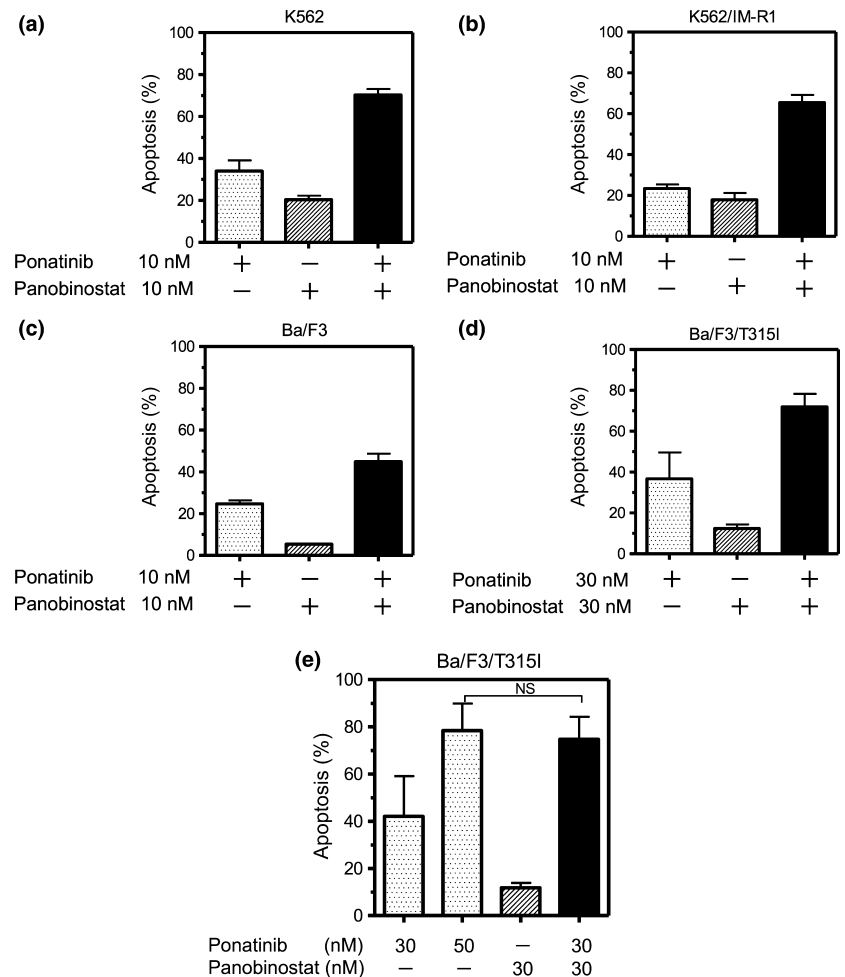 (a)
K562
Apoptosis (%)
100
80
60
40
20
0
Ponatinib 10 nM + − +
Panobinostat 10 nM − + +
(b)
K562/IM-R1
Apoptosis (%)
100
80
60
40
20
0
Ponatinib 10 nM + − +
Panobinostat 10 nM − + +
(c)
Ba/F3
Apoptosis (%)
100
80
60
40
20
0
Ponatinib 10 nM + − +
Panobinostat 10 nM − + +
(d)
Ba/F3/T315I
Apoptosis (%)
100
80
60
40
20
0
Ponatinib 30 nM + − +
Panobinostat 30 nM − + +
(e)
Ba/F3/T315I
NS
Apoptosis (%)
100
80
60
40
20
0
Ponatinib (nM) 30 50 − 30
Panobinostat (nM) − − 30 30